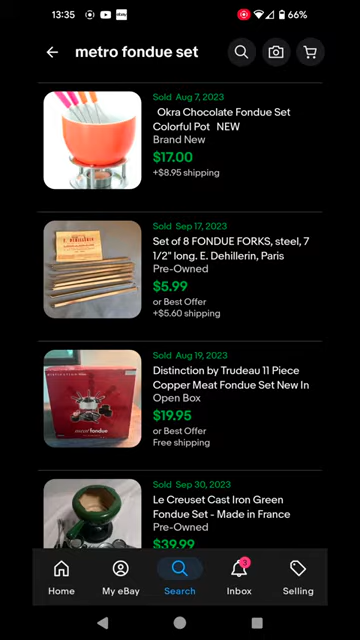 13:35
66%
metro fondue set
Sold Aug 7, 2023
Okra Chocolate Fondue Set
Colorful Pot NEW
Brand New
$17.00
+$8.95 shipping
Sold Sep 17, 2023
Set of 8 FONDUE FORKS, steel, 7
1/2" long. E. Dehillerin, Paris
Pre-Owned
$5.99
or Best Offer
+$5.60 shipping
Sold Aug 19, 2023
Distinction by Trudeau 11 Piece
Copper Meat Fondue Set New In
Open Box
$19.95
or Best Offer
Free shipping
Sold Sep 30, 2023
Le Creuset Cast Iron Green
Fondue Set - Made in France
Pre-Owned
$39.99
3
Home
My eBay
Search
Inbox
Selling